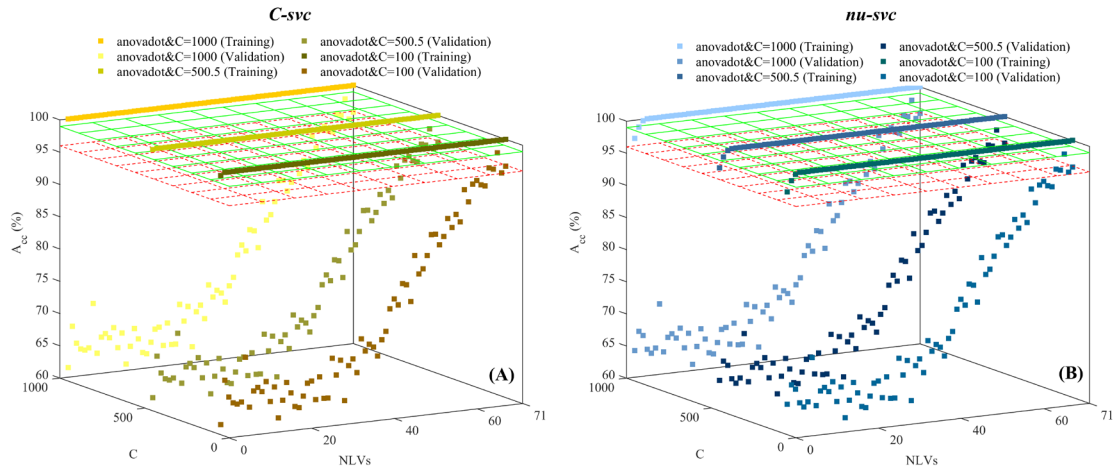 C-svc
anovadot&C=1000 (Training)
anovadot&C=1000 (Validation)
anovadot&C=500.5 (Training)
anovadot&C=500.5 (Validation)
anovadot&C=100 (Training)
anovadot&C=100 (Validation)
100
95
90
85
80
75
70
65
60
Acc (%)
1000
500
0
C
0
20
40
60
71
NLVs
(A)
nu-svc
anovadot&C=1000 (Training)
anovadot&C=1000 (Validation)
anovadot&C=500.5 (Training)
anovadot&C=500.5 (Validation)
anovadot&C=100 (Training)
anovadot&C=100 (Validation)
100
95
90
85
80
75
70
65
60
Acc (%)
1000
500
0
C
0
20
40
60
71
NLVs
(B)